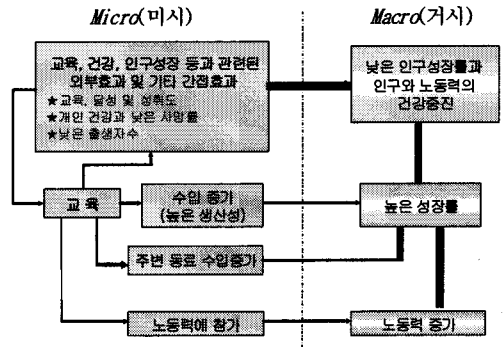 Micro(미시)
Macro(거시)
교육, 건강, 인구성장 등과 관련된
외부효과 및 기타 간접효과
★교육, 달성 및 성취도
★개인 건강과 낮은 사망률
★낮은 출생자수
낮은 인구성장률과
인구와 노동력의
건강증진
교 육
수입 증가
(높은 생산성)
높은 성장률
주변 동료 수입증가
노동력에 참가
노동력 증가